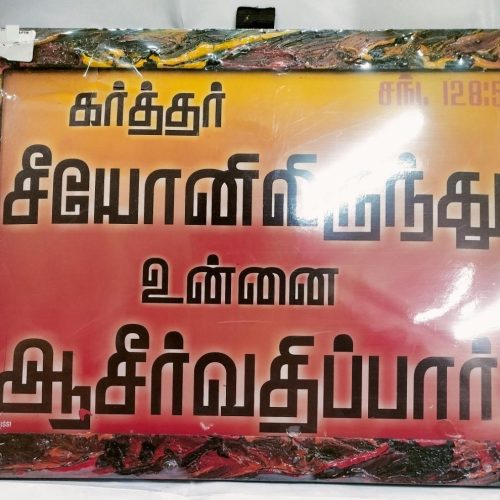 சங். 128:5
கர்த்தர்
சீயோனிலிருந்து
உன்னை
ஆசீர்வதிப்பார்